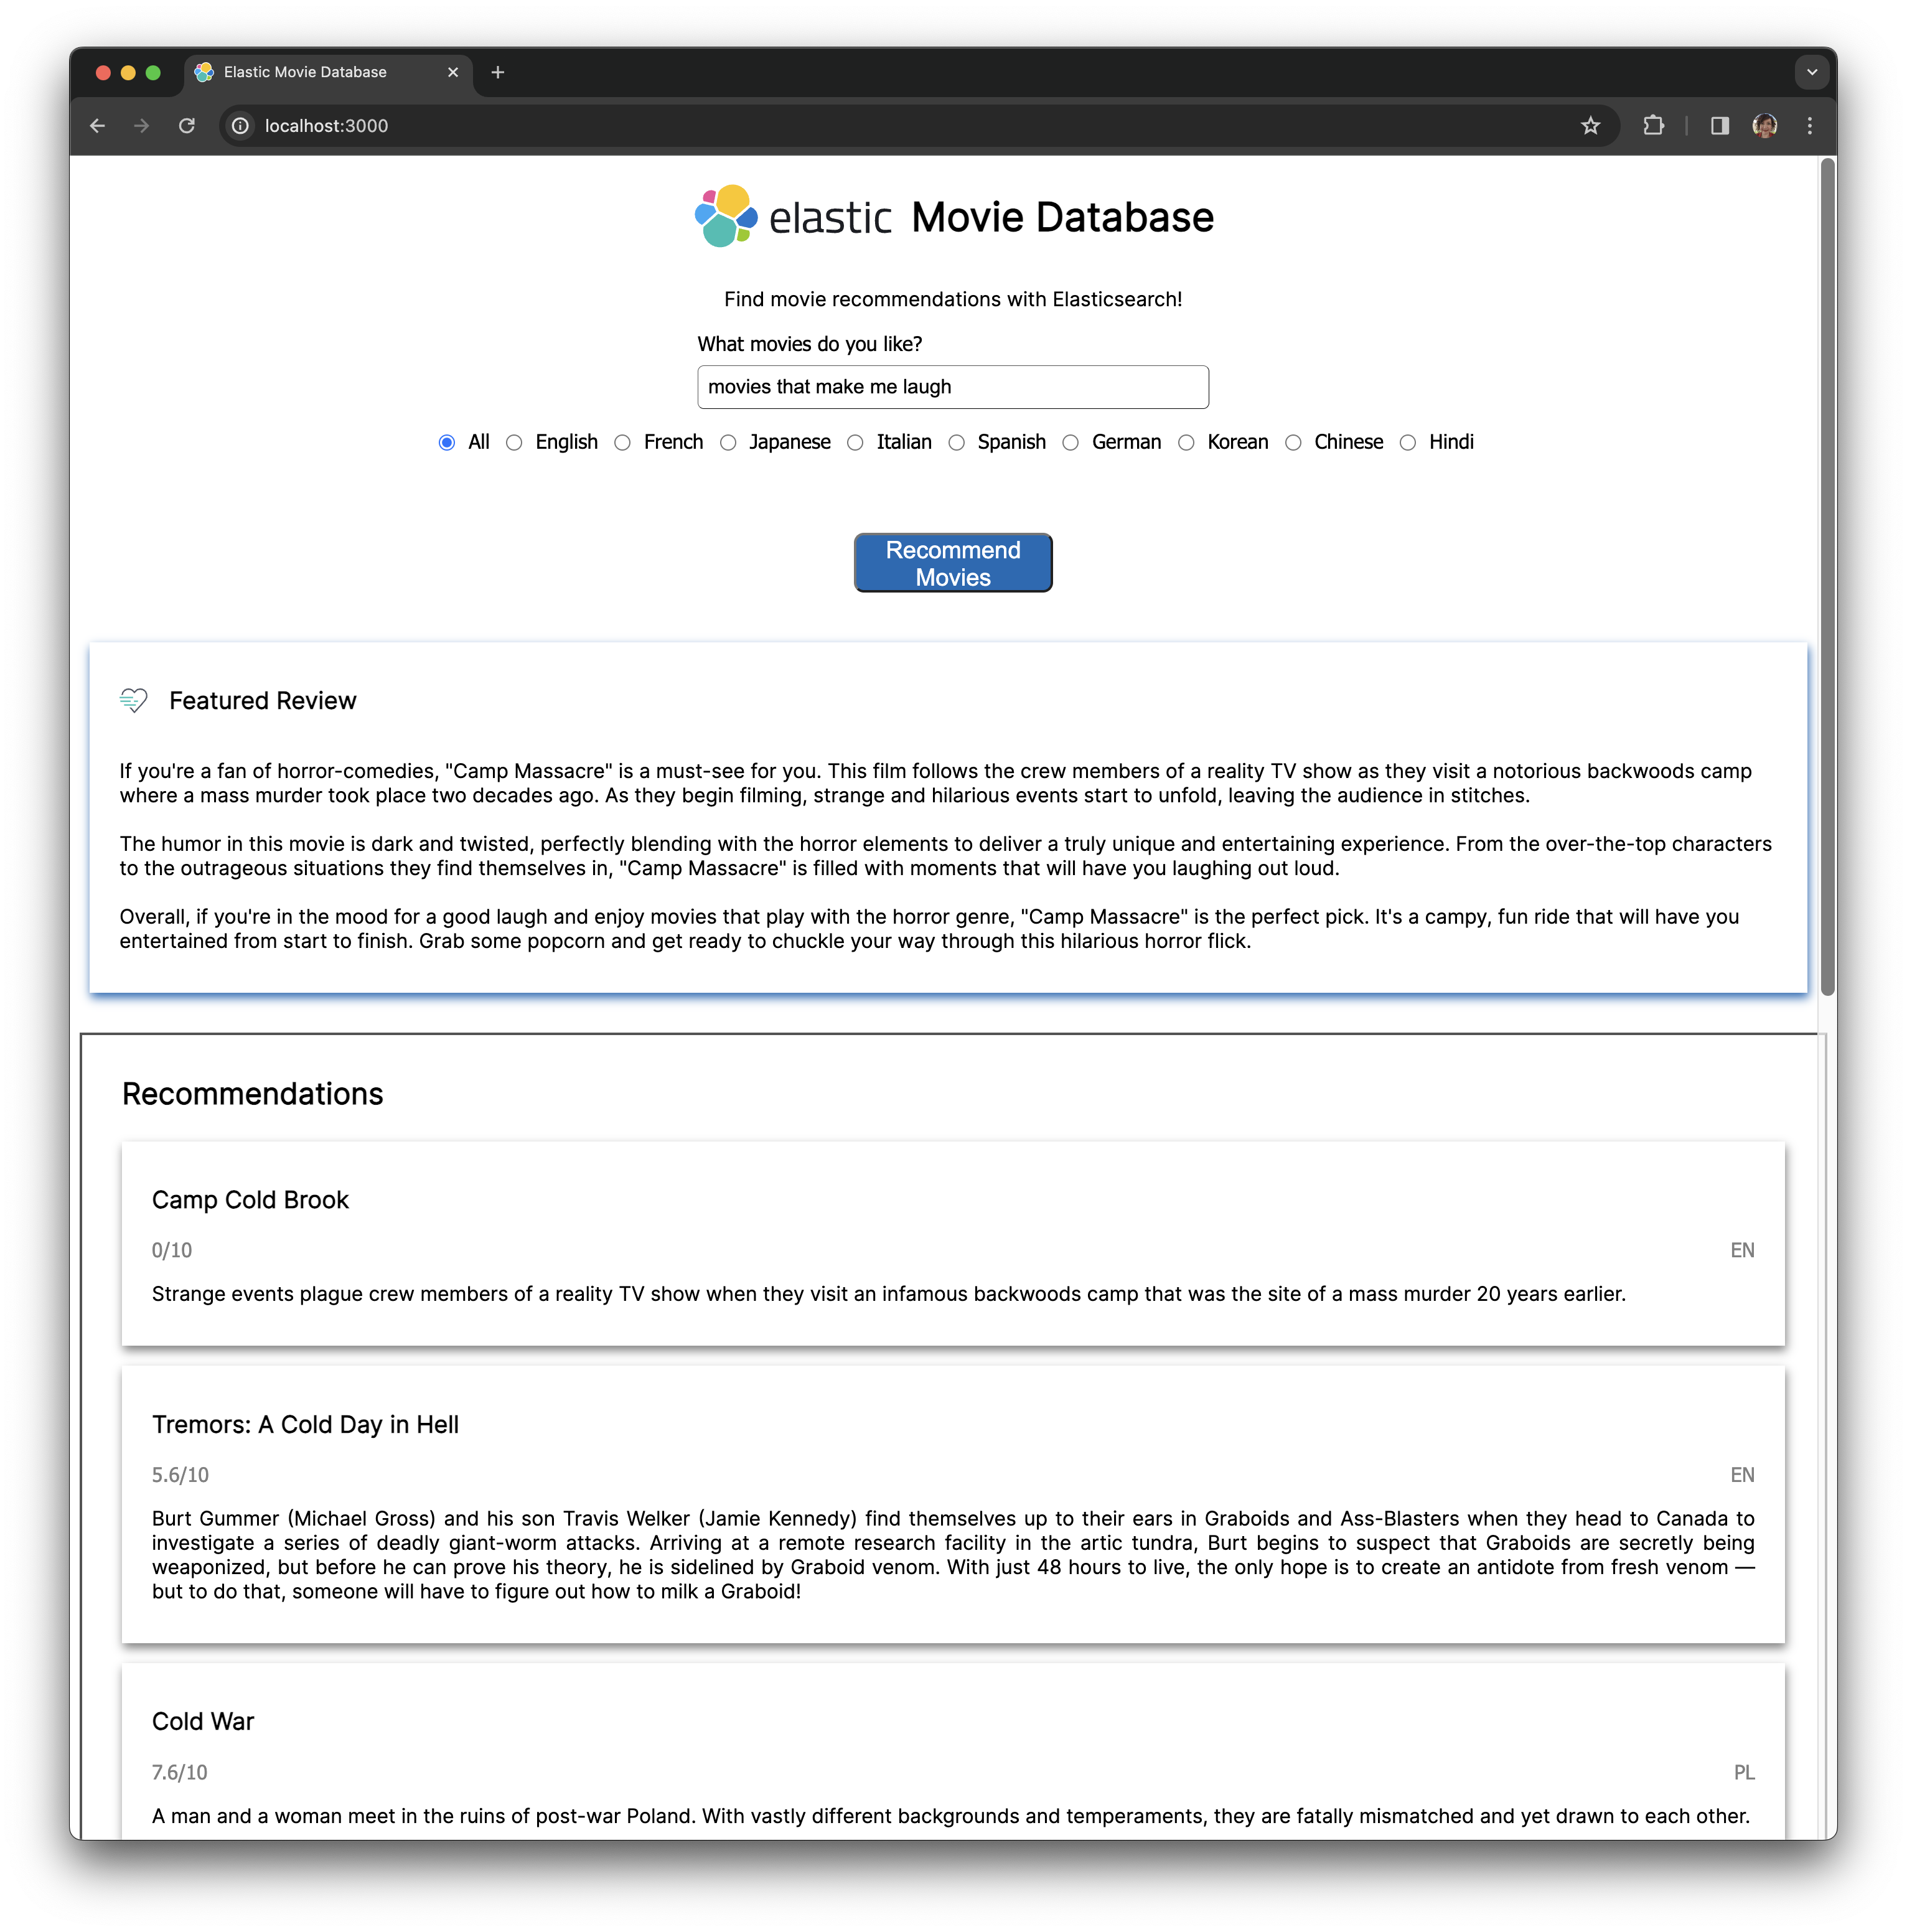 Elastic Movie Database
localhost:3000
elastic Movie Database
Find movie recommendations with Elasticsearch!
What movies do you like?
movies that make me laugh
All English French Japanese Italian Spanish German Korean Chinese Hindi
Recommend
Movies
Featured Review
If you're a fan of horror-comedies, "Camp Massacre" is a must-see for you. This film follows the crew members of a reality TV show as they visit a notorious backwoods camp
where a mass murder took place two decades ago. As they begin filming, strange and hilarious events start to unfold, leaving the audience in stitches.
The humor in this movie is dark and twisted, perfectly blending with the horror elements to deliver a truly unique and entertaining experience. From the over-the-top characters
to the outrageous situations they find themselves in, "Camp Massacre" is filled with moments that will have you laughing out loud.
Overall, if you're in the mood for a good laugh and enjoy movies that play with the horror genre, "Camp Massacre" is the perfect pick. It's a campy, fun ride that will have you
entertained from start to finish. Grab some popcorn and get ready to chuckle your way through this hilarious horror flick.
Recommendations
Camp Cold Brook
0/10 EN
Strange events plague crew members of a reality TV show when they visit an infamous backwoods camp that was the site of a mass murder 20 years earlier.
Tremors: A Cold Day in Hell
5.6/10 EN
Burt Gummer (Michael Gross) and his son Travis Welker (Jamie Kennedy) find themselves up to their ears in Graboids and Ass-Blasters when they head to Canada to
investigate a series of deadly giant-worm attacks. Arriving at a remote research facility in the artic tundra, Burt begins to suspect that Graboids are secretly being
weaponized, but before he can prove his theory, he is sidelined by Graboid venom. With just 48 hours to live, the only hope is to create an antidote from fresh venom —
but to do that, someone will have to figure out how to milk a Graboid!
Cold War
7.6/10 PL
A man and a woman meet in the ruins of post-war Poland. With vastly different backgrounds and temperaments, they are fatally mismatched and yet drawn to each other.